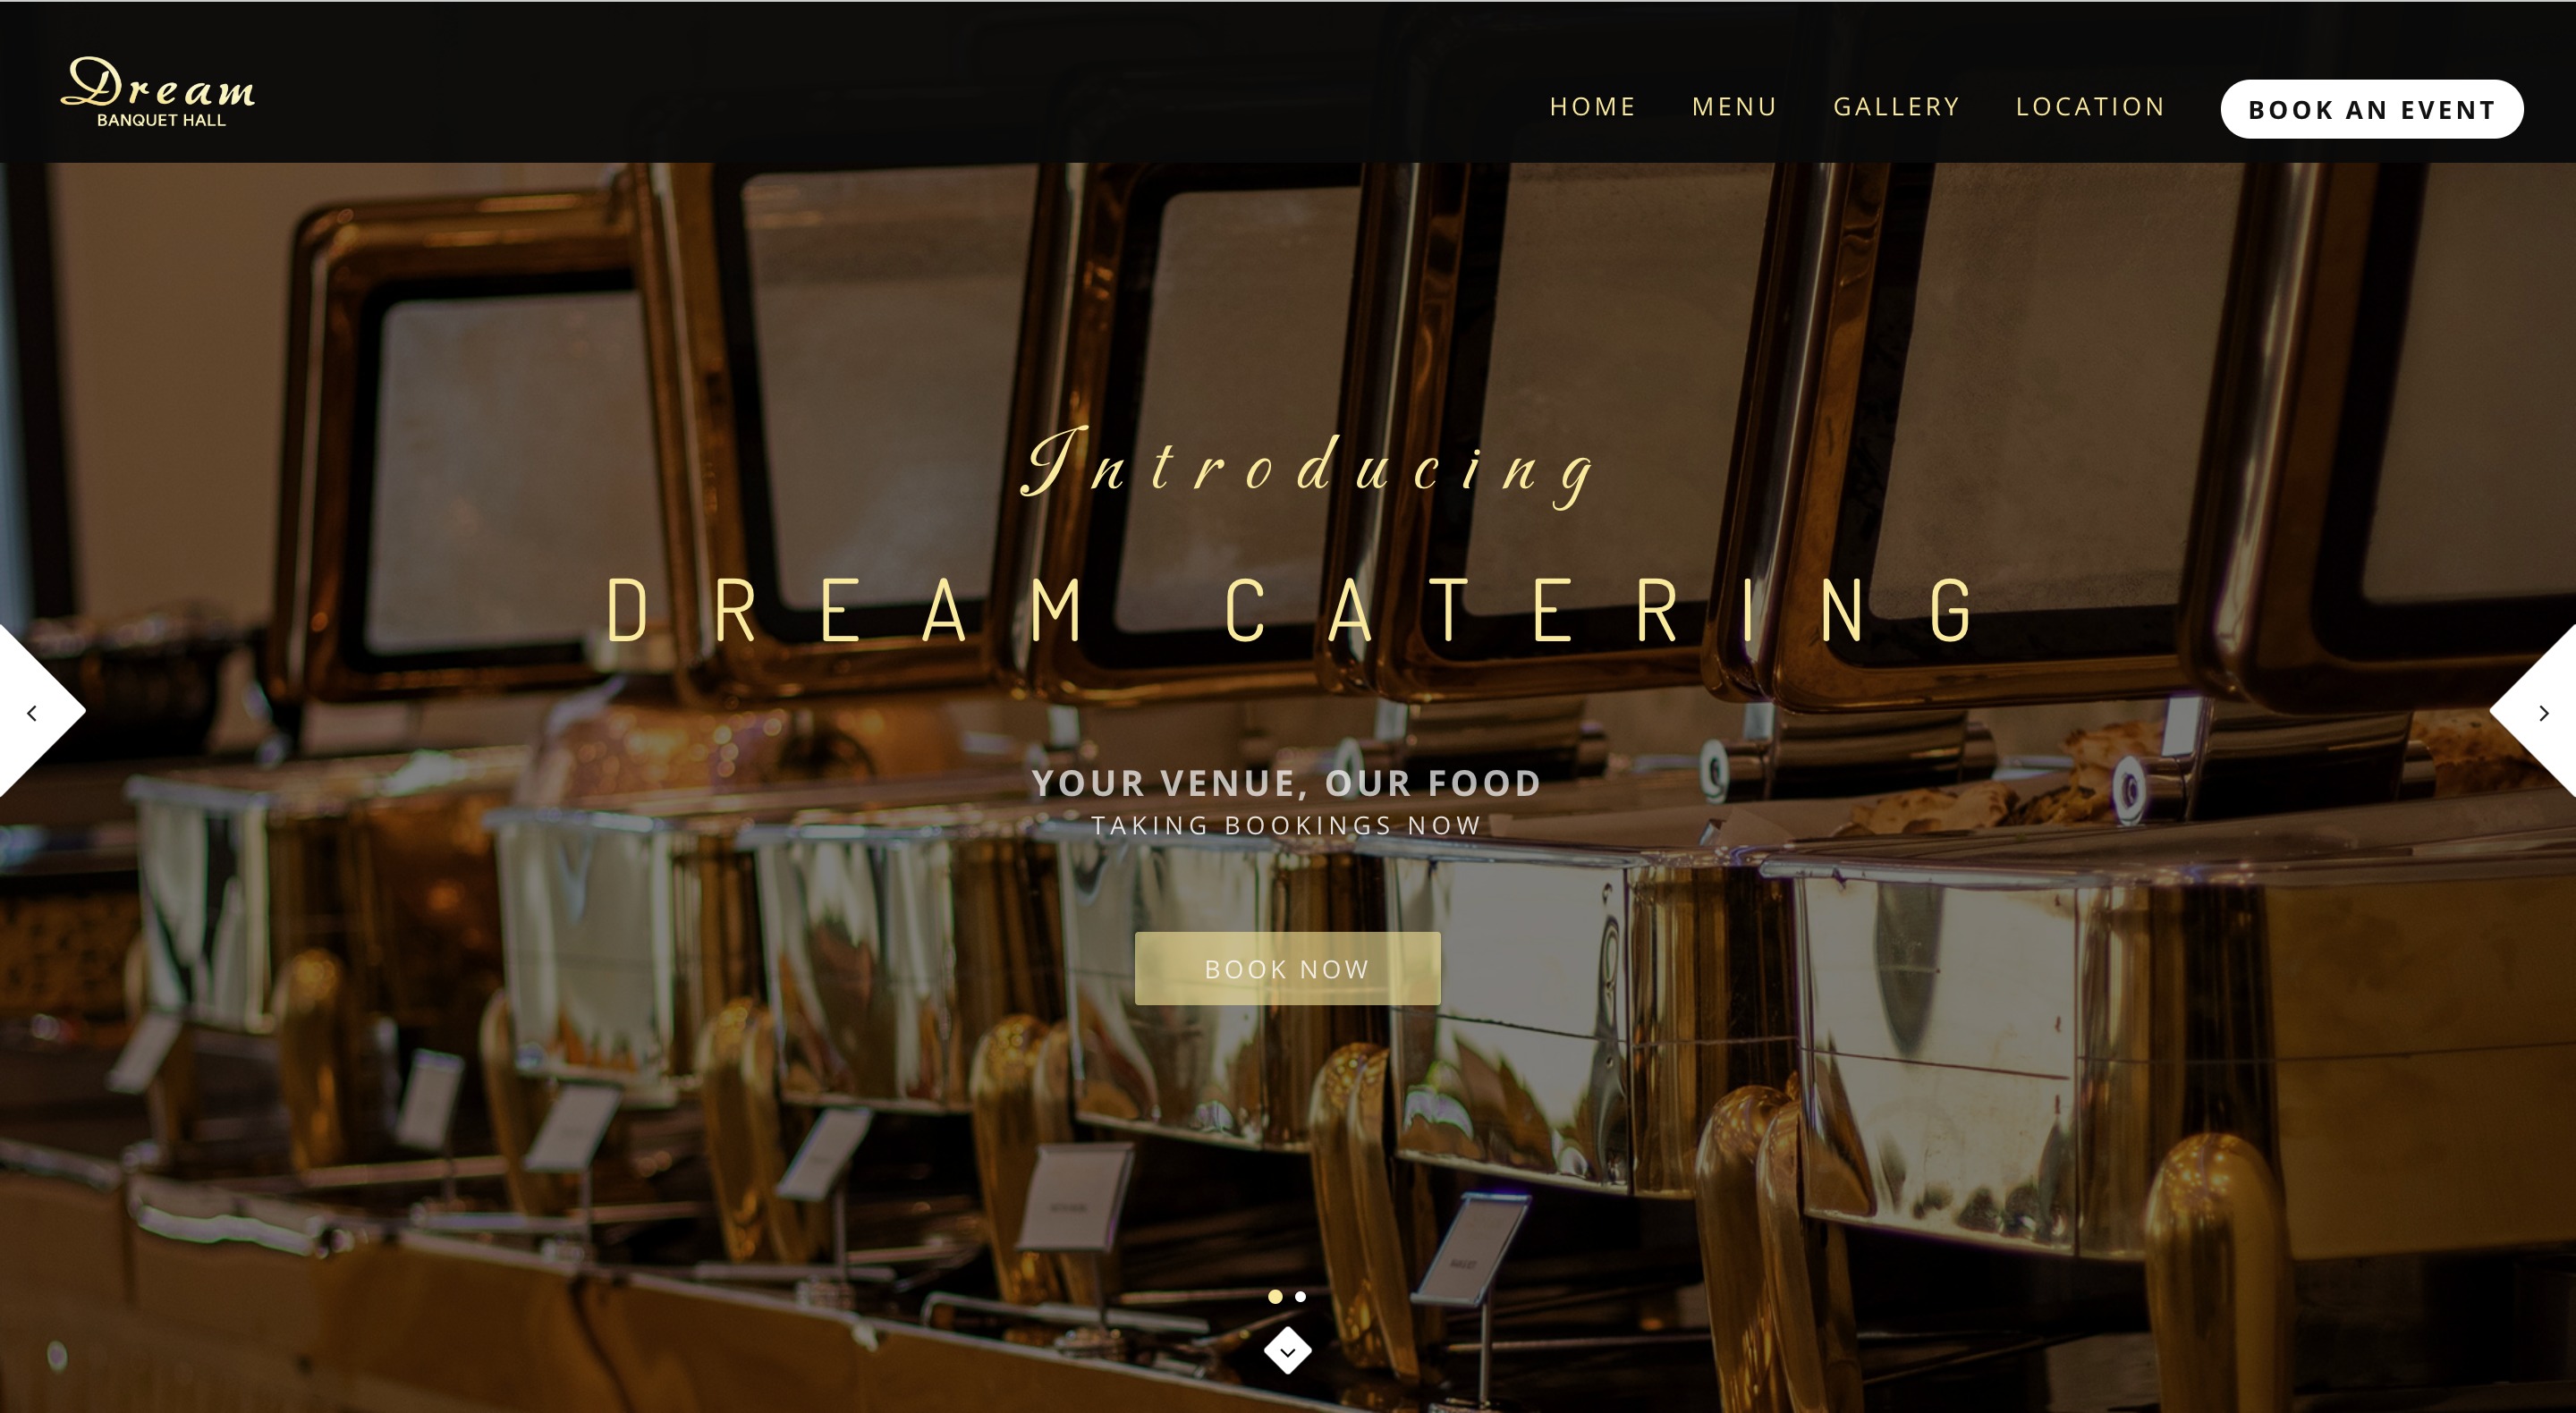 Dream
BANQUET HALL
HOME MENU GALLERY LOCATION BOOK AN EVENT
Introducing
DREAM CATERING
YOUR VENUE, OUR FOOD
TAKING BOOKINGS NOW
BOOK NOW